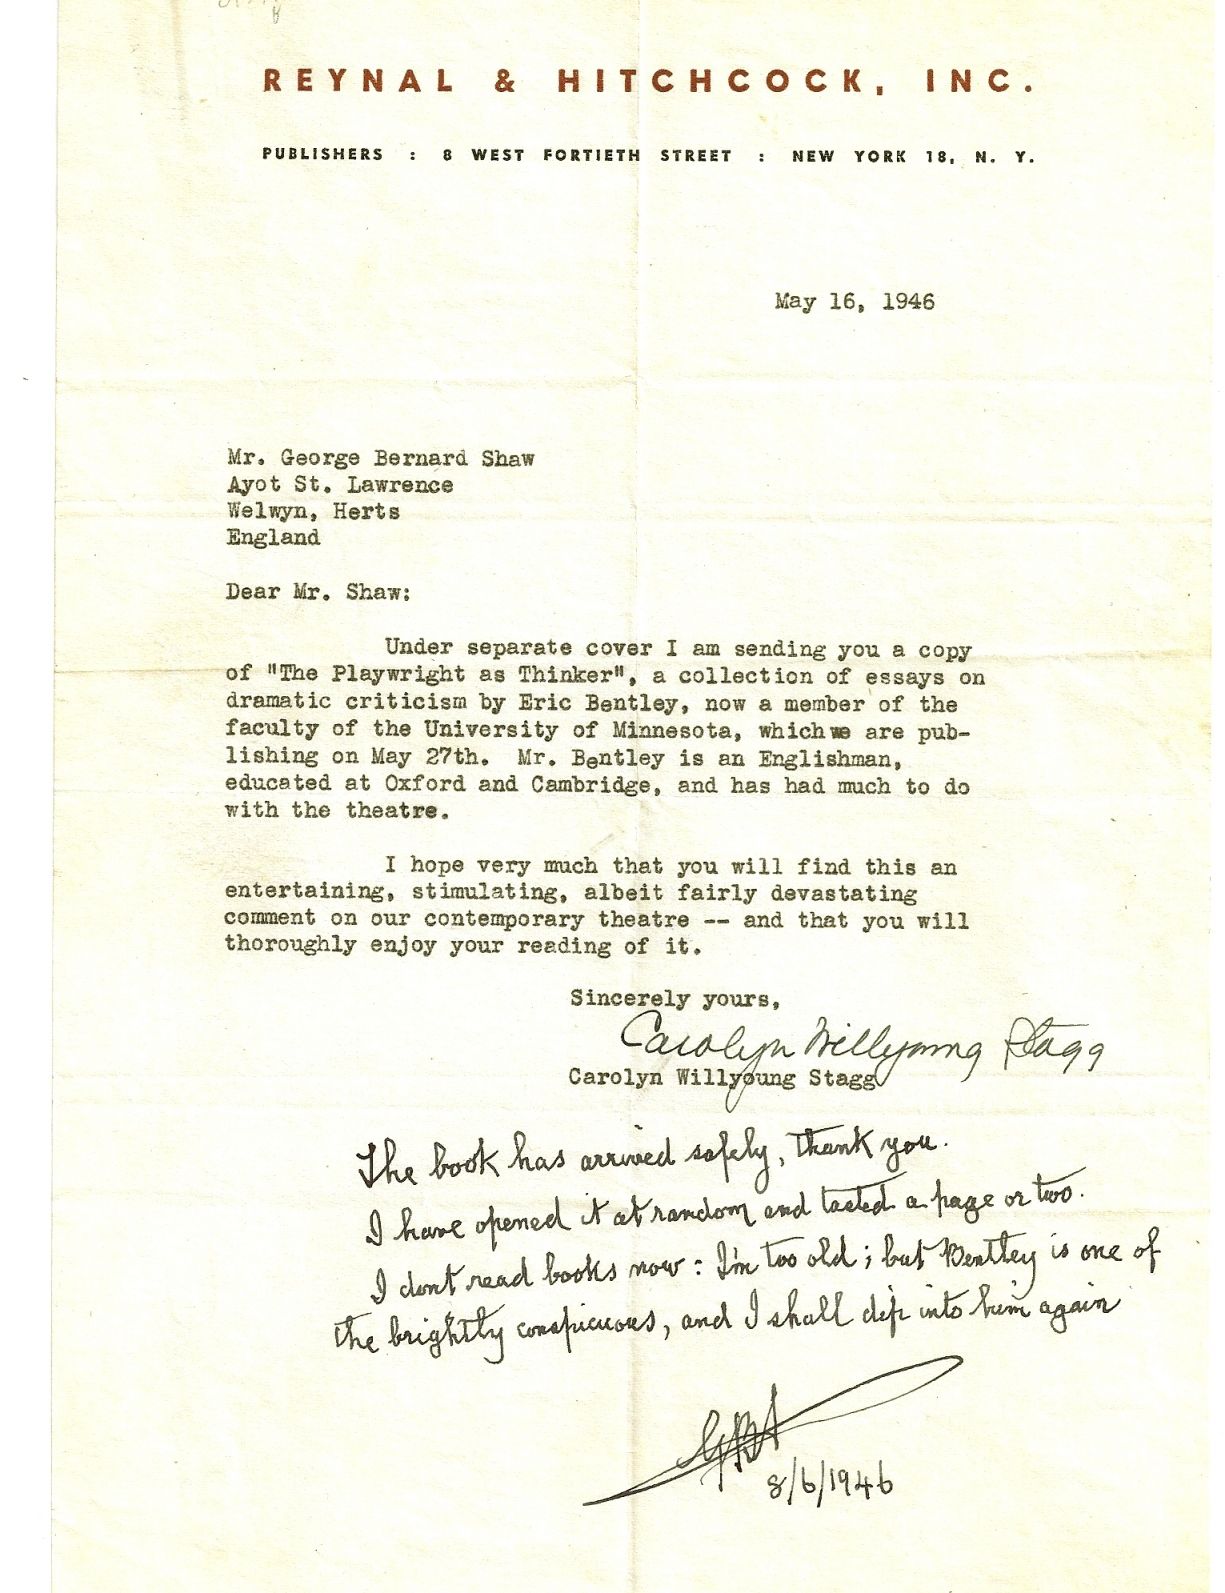 REYNAL & HITCHCOCK, INC.
PUBLISHERS : 8 WEST FORTIETH STREET : NEW YORK 18, N. Y.
May 16, 1946
Mr. George Bernard Shaw
Ayot St. Lawrence
Welwyn, Herts
England
Dear Mr. Shaw:
Under separate cover I am sending you a copy
of "The Playwright as Thinker", a collection of essays on
dramatic criticism by Eric Bentley, now a member of the
faculty of the University of Minnesota, which we are pub-
lishing on May 27th. Mr. Bentley is an Englishman,
educated at Oxford and Cambridge, and has had much to do
with the theatre.
I hope very much that you will find this an
entertaining, stimulating, albeit fairly devastating
comment on our contemporary theatre -- and that you will
thoroughly enjoy your reading of it.
Sincerely yours,
Carolyn Willyoung Stagg
Carolyn Willyoung Stagg
The book has arrived safely, thank you.
I have opened it at random and tasted a page or two.
I dont read books now: I'm too old; but Bentley is one of
the brightly conspicuous, and I shall dip into him again
GBS
8/6/1946